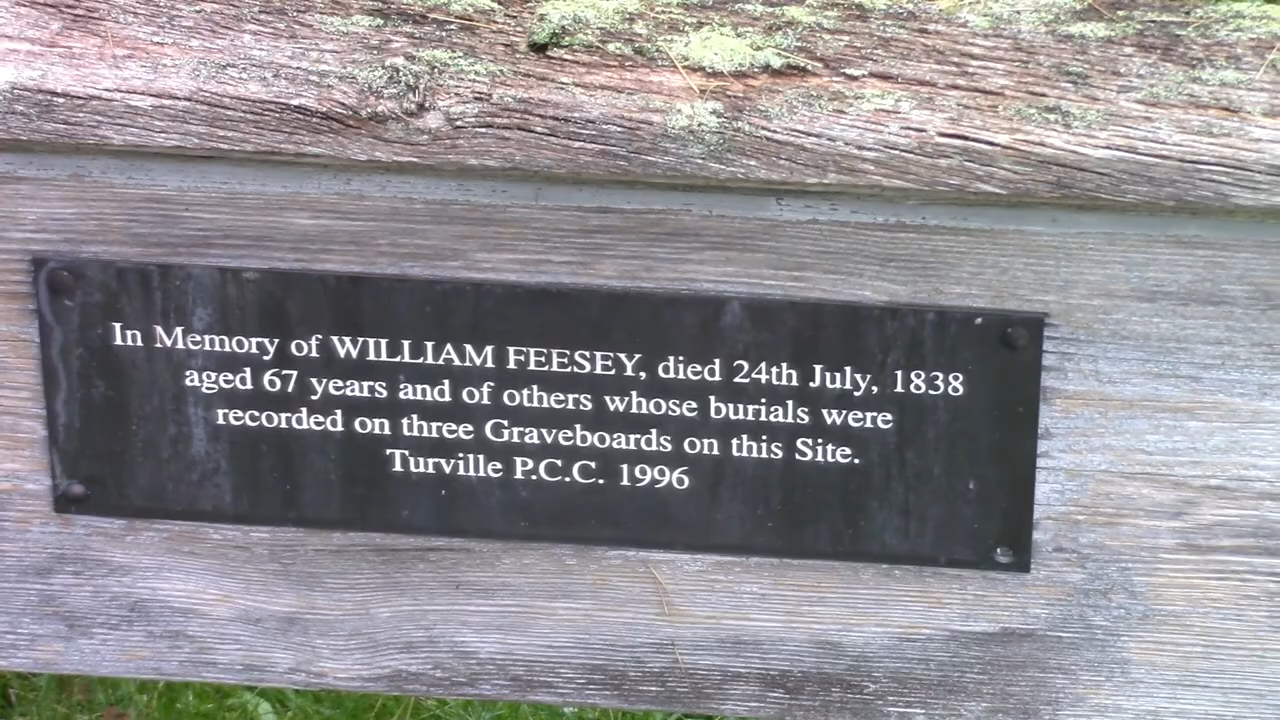 In Memory of WILLIAM FEESEY, died 24th July, 1838
aged 67 years and of others whose burials were
recorded on three Graveboards on this Site.
Turville P.C.C. 1996